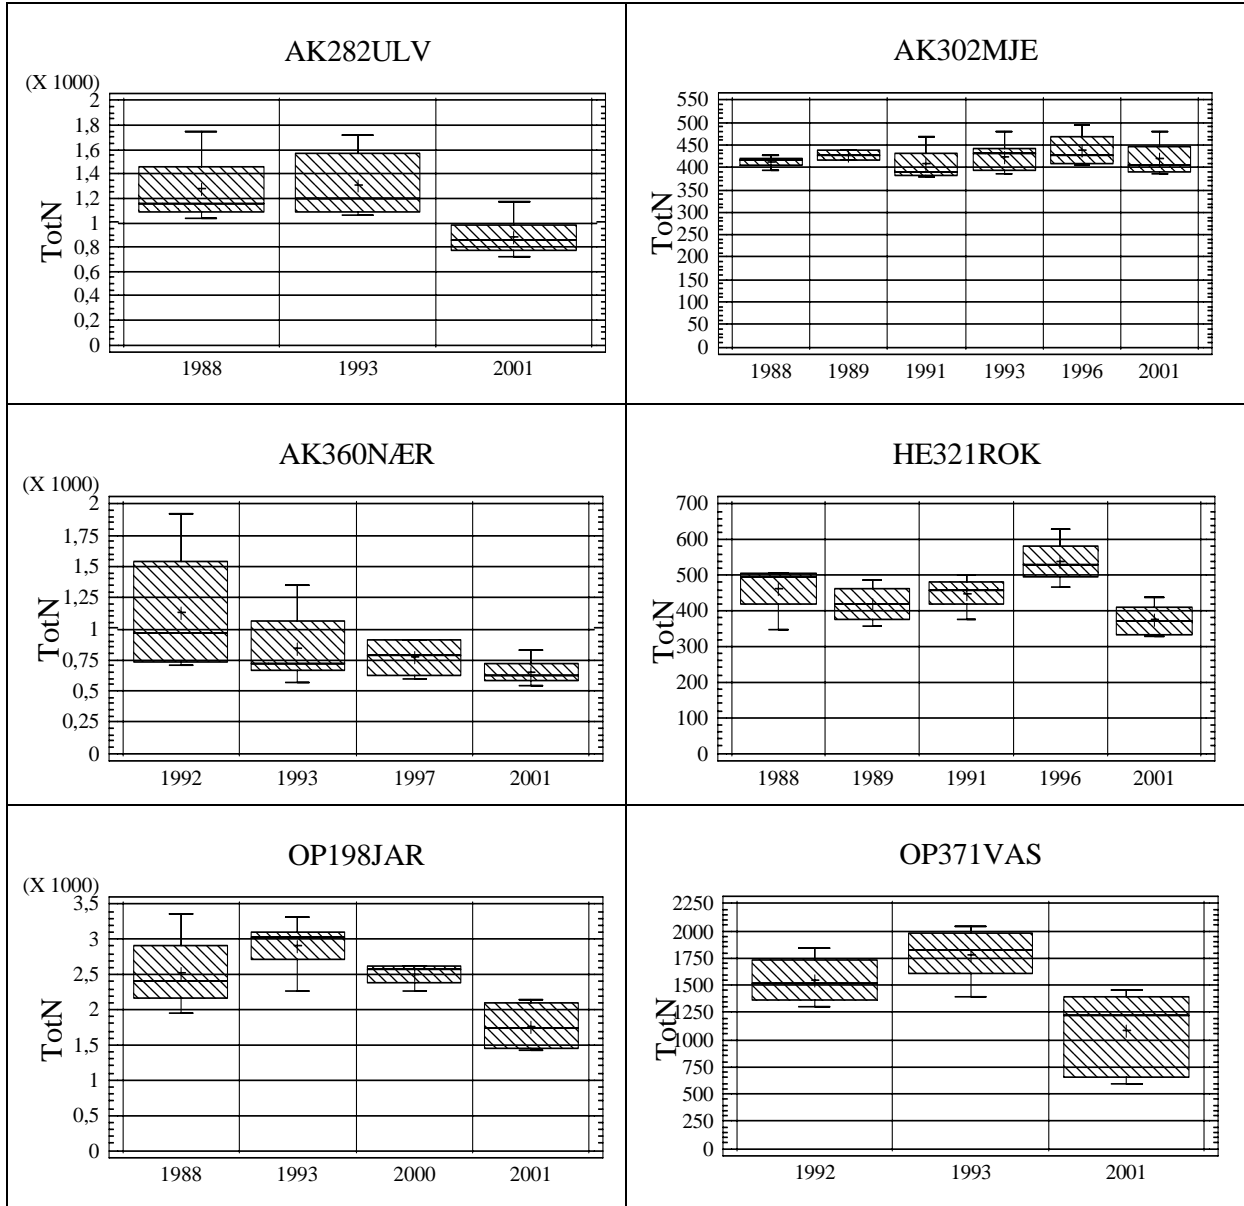 AK282ULV
(X 1000)
TotN
2
1,8
1,6
1,4
1,2
1
0,8
0,6
0,4
0,2
0
1988 1993 2001
AK302MJE
TotN
550
500
450
400
350
300
250
200
150
100
50
0
1988 1989 1991 1993 1996 2001
AK360NÆR
(X 1000)
TotN
2
1,75
1,5
1,25
1
0,75
0,5
0,25
0
1992 1993 1997 2001
HE321ROK
TotN
700
600
500
400
300
200
100
0
1988 1989 1991 1996 2001
OP198JAR
(X 1000)
TotN
3,5
3
2,5
2
1,5
1
0,5
0
1988 1993 2000 2001
OP371VAS
TotN
2250
2000
1750
1500
1250
1000
750
500
250
0
1992 1993 2001